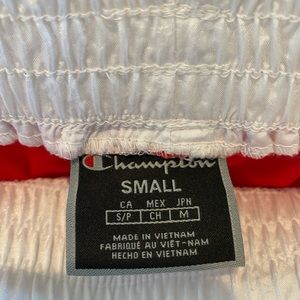 Champion
SMALL
CA MEX JPN
S/P CH M
MADE IN VIETNAM
FABRIQUÉ AU VIÊT-NAM
HECHO EN VIETNAM